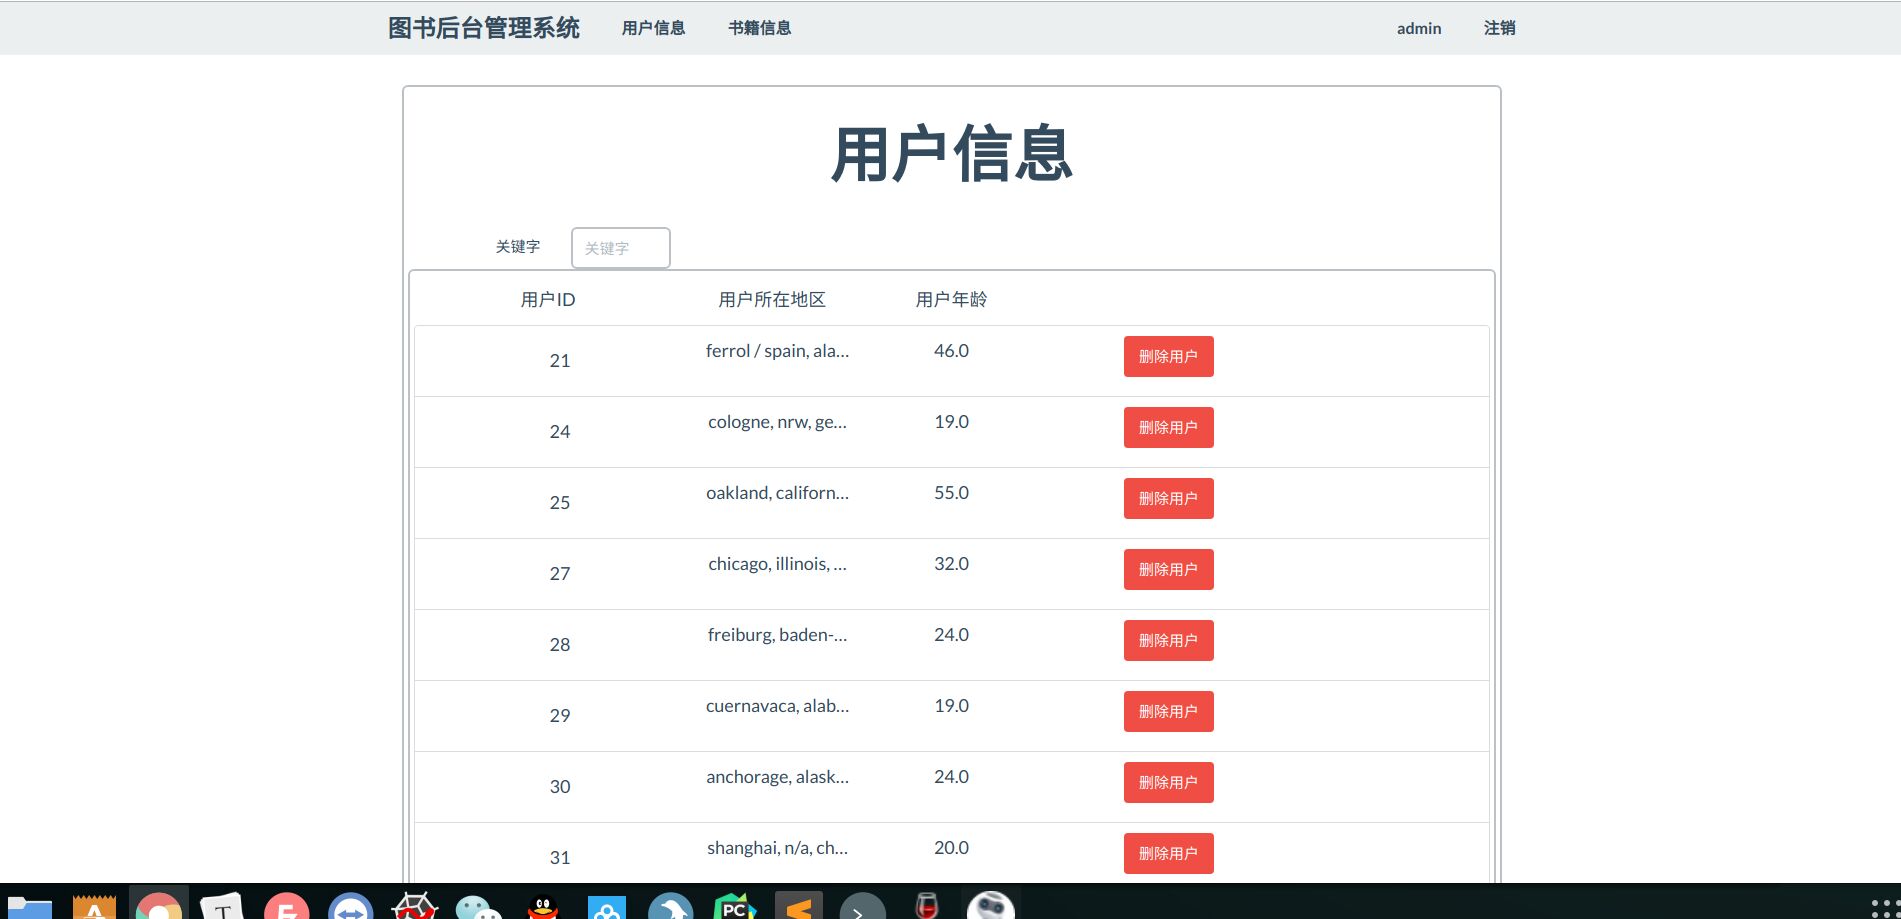 图书后台管理系统 用户信息 书籍信息 admin 注销
用户信息
关键字 关键字
用户ID 用户所在地区 用户年龄
21 ferrol / spain, ala... 46.0 删除用户
24 cologne, nrw, ge... 19.0 删除用户
25 oakland, californ... 55.0 删除用户
27 chicago, illinois, ... 32.0 删除用户
28 freiburg, baden-... 24.0 删除用户
29 cuernavaca, alab... 19.0 删除用户
30 anchorage, alask... 24.0 删除用户
31 shanghai, n/a, ch... 20.0 删除用户
T
PC